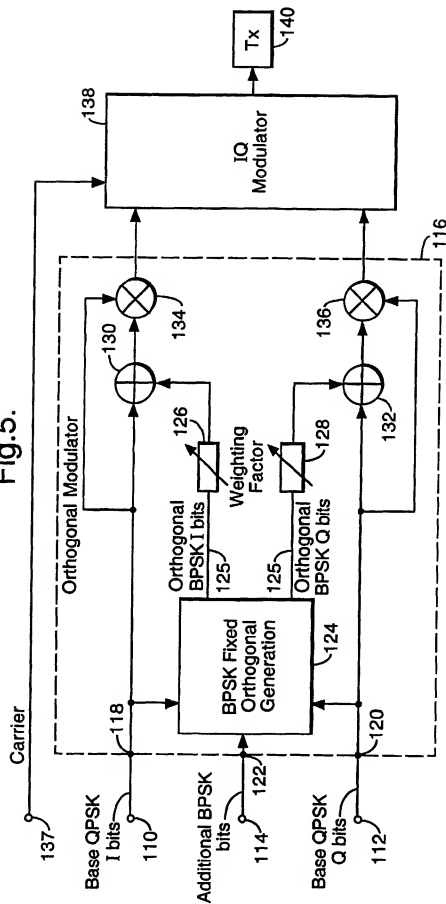 Fig.5.
Carrier
137
Orthogonal Modulator
Base QPSK
I bits
110
118
130
134
138
IQ
Modulator
Tx
140
Orthogonal
BPSK I bits
125
126
Weighting
Factor
Additional BPSK
bits
114
122
BPSK Fixed
Orthogonal
Generation
124
Orthogonal
BPSK Q bits
125
128
Base QPSK
Q bits
112
120
132
136
116